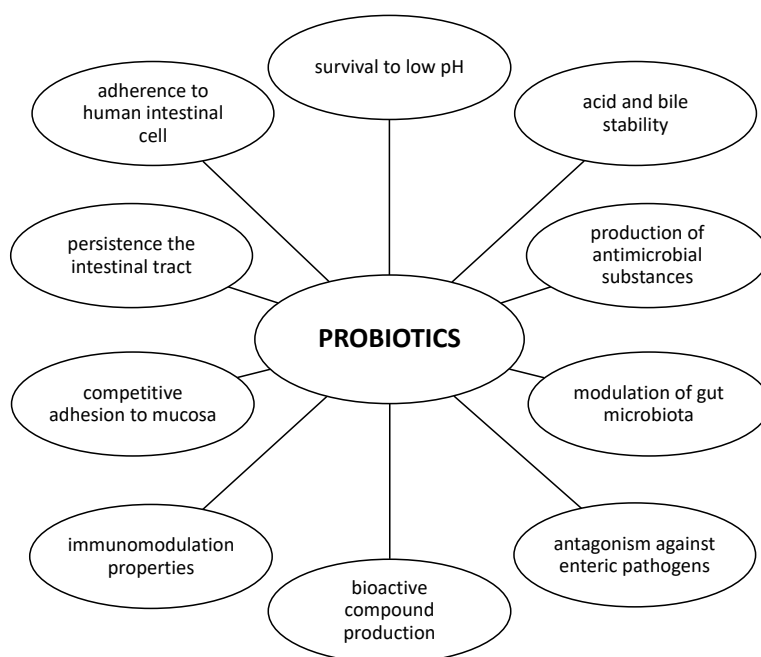 survival to low pH
adherence to
human intestinal
cell
acid and bile
stability
persistence the
intestinal tract
production of
antimicrobial
substances
PROBIOTICS
competitive
adhesion to mucosa
modulation of gut
microbiota
immunomodulation
properties
antagonism against
enteric pathogens
bioactive
compound
production